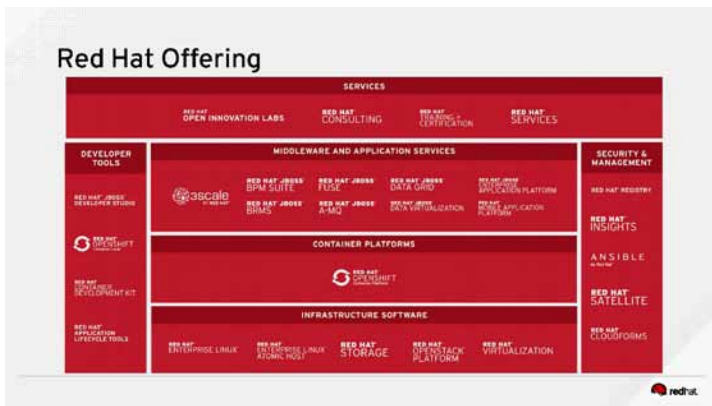 Red Hat Offering
SERVICES
RED HAT
OPEN INNOVATION LABS
RED HAT
CONSULTING
RED HAT
TRAINING +
CERTIFICATION
RED HAT
SERVICES
DEVELOPER
TOOLS
RED HAT JBOSS
DEVELOPER STUDIO
RED HAT
OPENSHIFT
RED HAT
CONTAINER
DEVELOPMENT KIT
RED HAT
APPLICATION
LIFECYCLE TOOLS
MIDDLEWARE AND APPLICATION SERVICES
3scale
BY RED HAT
RED HAT JBOSS
BPM SUITE
RED HAT JBOSS
FUSE
RED HAT JBOSS
DATA GRID
RED HAT JBOSS
ENTERPRISE
APPLICATION PLATFORM
RED HAT JBOSS
BRMS
RED HAT JBOSS
A-MQ
RED HAT JBOSS
DATA VIRTUALIZATION
RED HAT
MOBILE APPLICATION
PLATFORM
CONTAINER PLATFORMS
RED HAT
OPENSHIFT
Container Platform
INFRASTRUCTURE SOFTWARE
RED HAT
ENTERPRISE LINUX
RED HAT
ENTERPRISE LINUX
ATOMIC HOST
RED HAT
STORAGE
RED HAT
OPENSTACK
PLATFORM
RED HAT
VIRTUALIZATION
SECURITY &
MANAGEMENT
RED HAT REGISTRY
RED HAT
INSIGHTS
ANSIBLE
by Red Hat
RED HAT
SATELLITE
RED HAT
CLOUDFORMS
redhat.